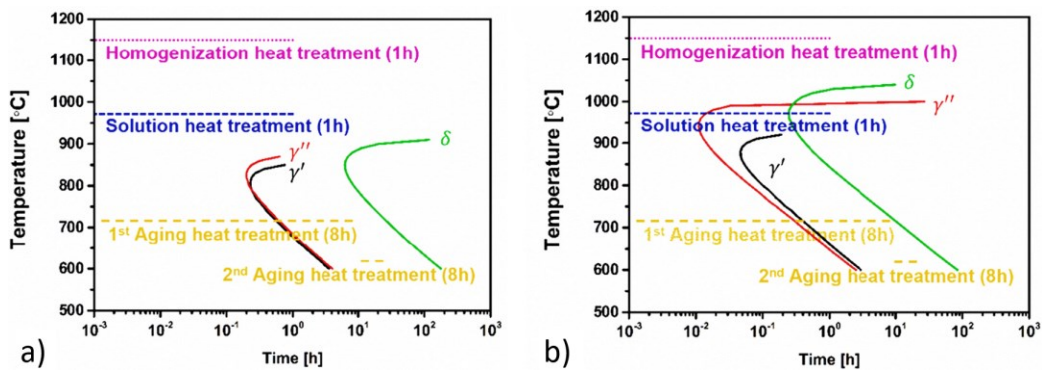 1200
1100
1000
900
800
700
600
500
Temperature [°C]
Homogenization heat treatment (1h)
Solution heat treatment (1h)
γ''
γ'
δ
1st Aging heat treatment (8h)
2nd Aging heat treatment (8h)
10-3 10-2 10-1 100 101 102 103
Time [h]
a)
1200
1100
1000
900
800
700
600
500
Temperature [°C]
Homogenization heat treatment (1h)
δ
γ''
Solution heat treatment (1h)
γ'
1st Aging heat treatment (8h)
2nd Aging heat treatment (8h)
10-3 10-2 10-1 100 101 102 103
Time [h]
b)